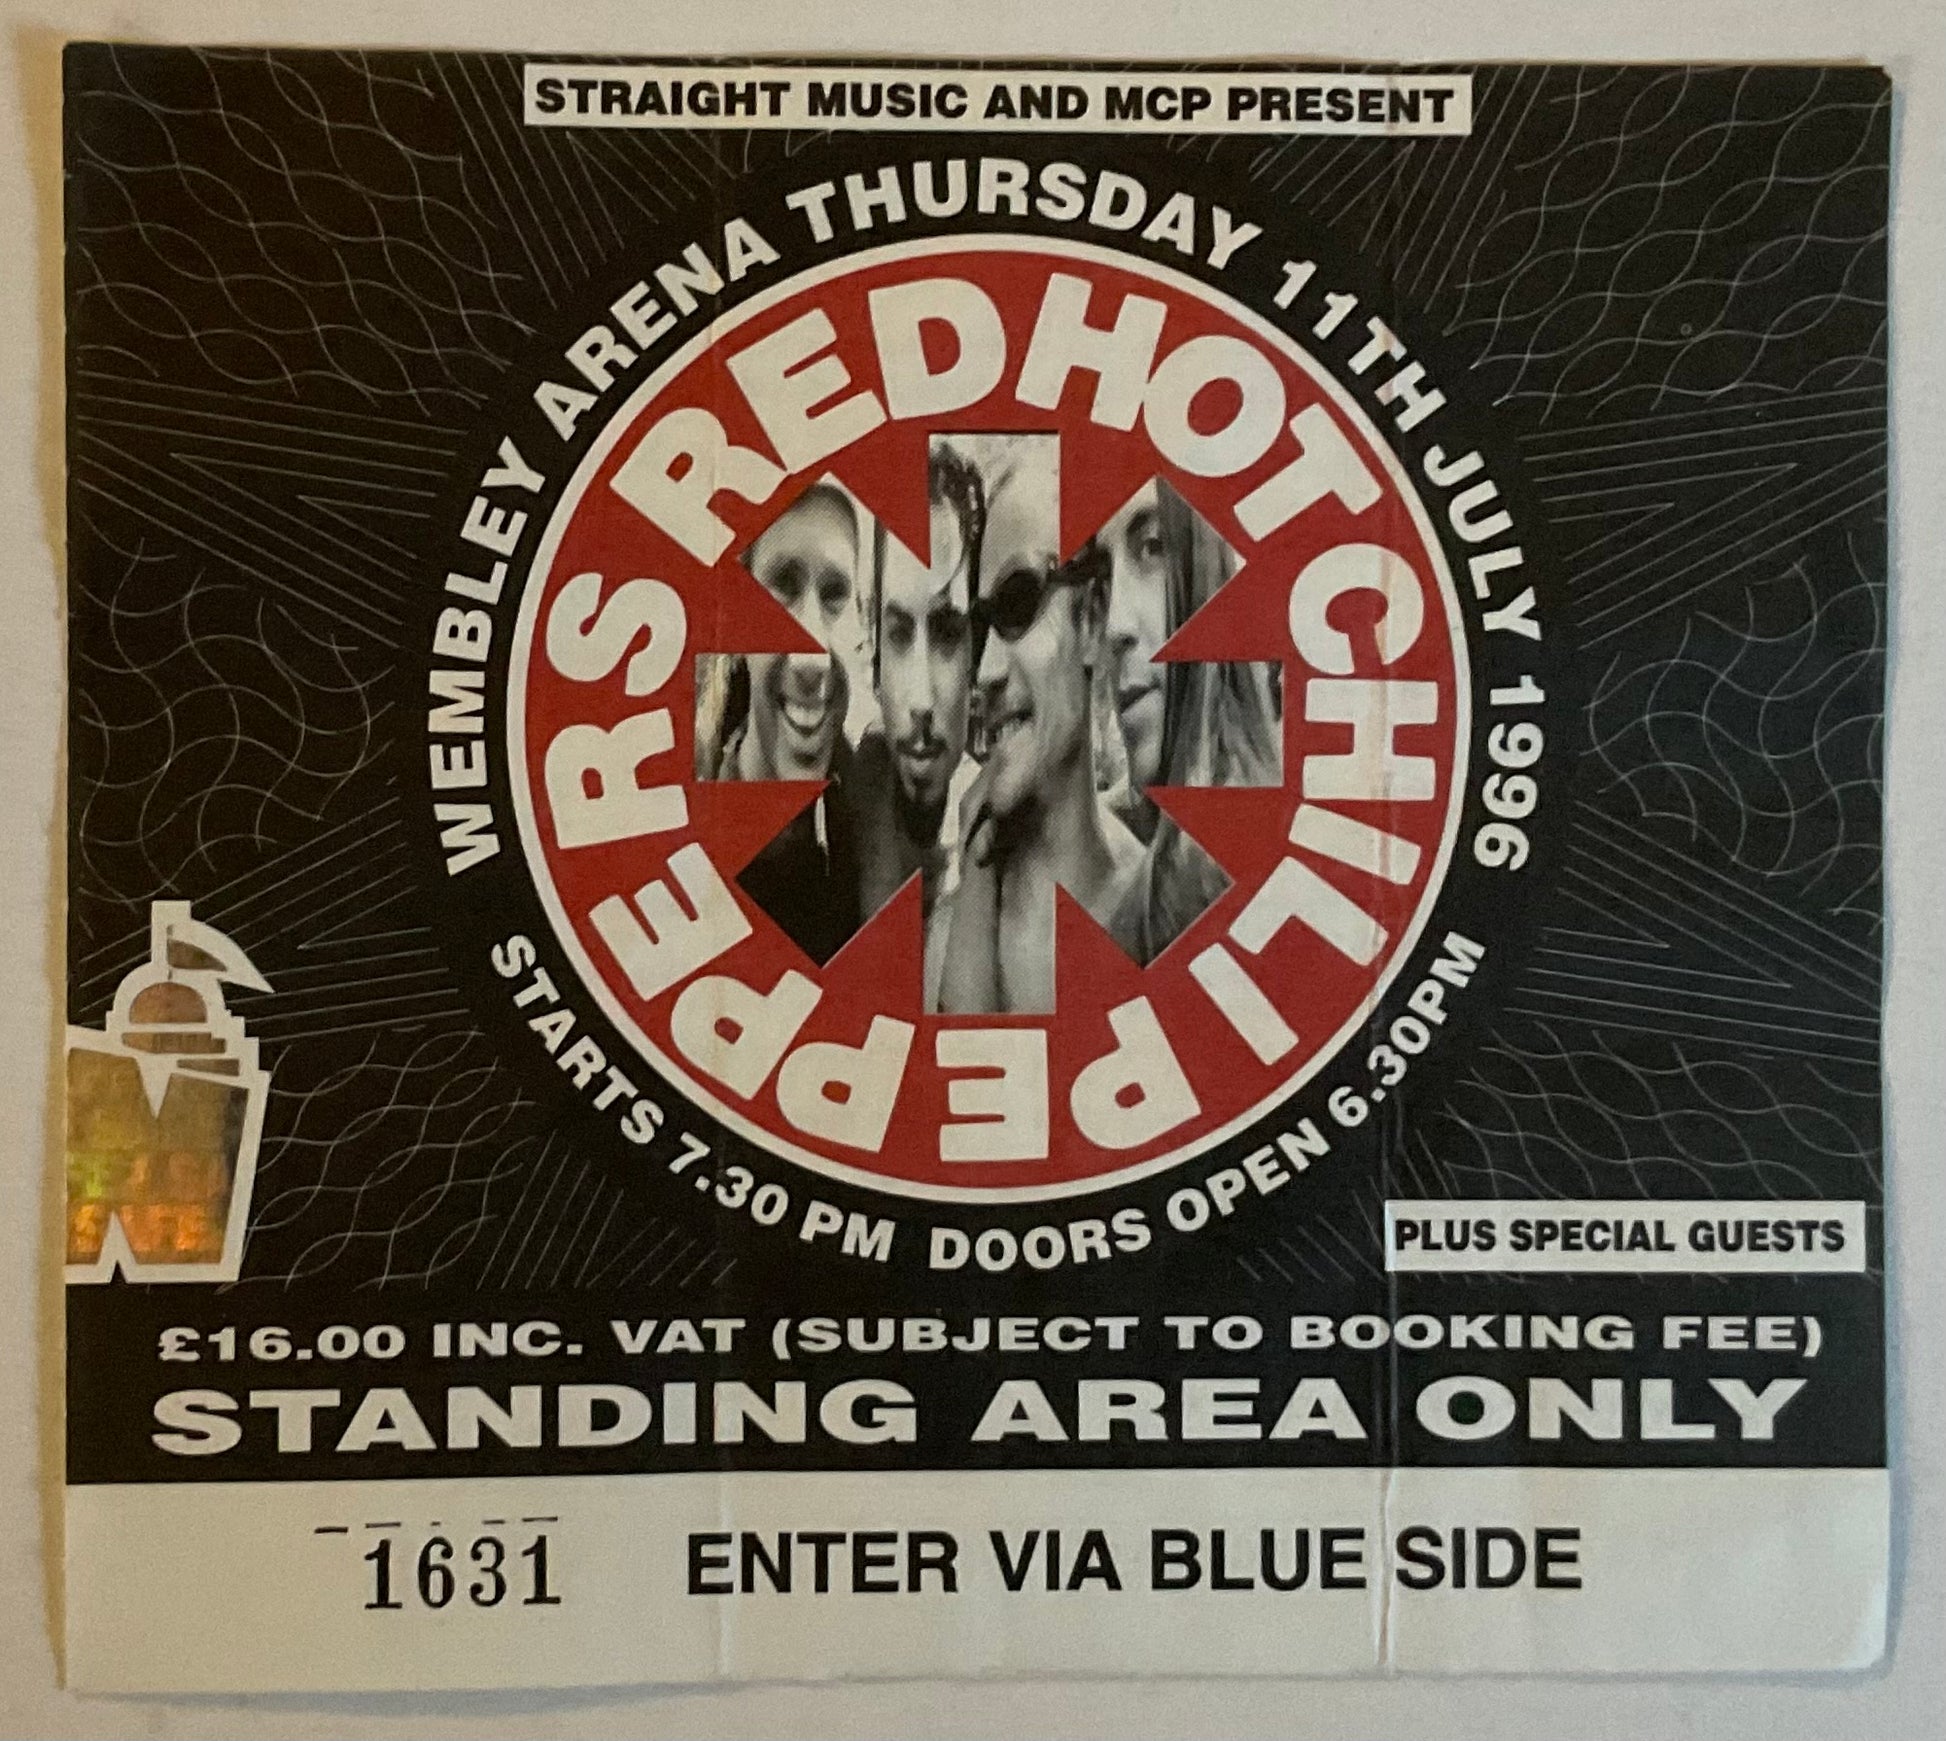 STRAIGHT MUSIC AND MCP PRESENT
WEMBLEY ARENA THURSDAY 11TH JULY 1996
RED HOT CHILI PEPPERS
STARTS 7.30 PM DOORS OPEN 6.30PM
PLUS SPECIAL GUESTS
£16.00 INC. VAT (SUBJECT TO BOOKING FEE)
STANDING AREA ONLY
1631 ENTER VIA BLUE SIDE